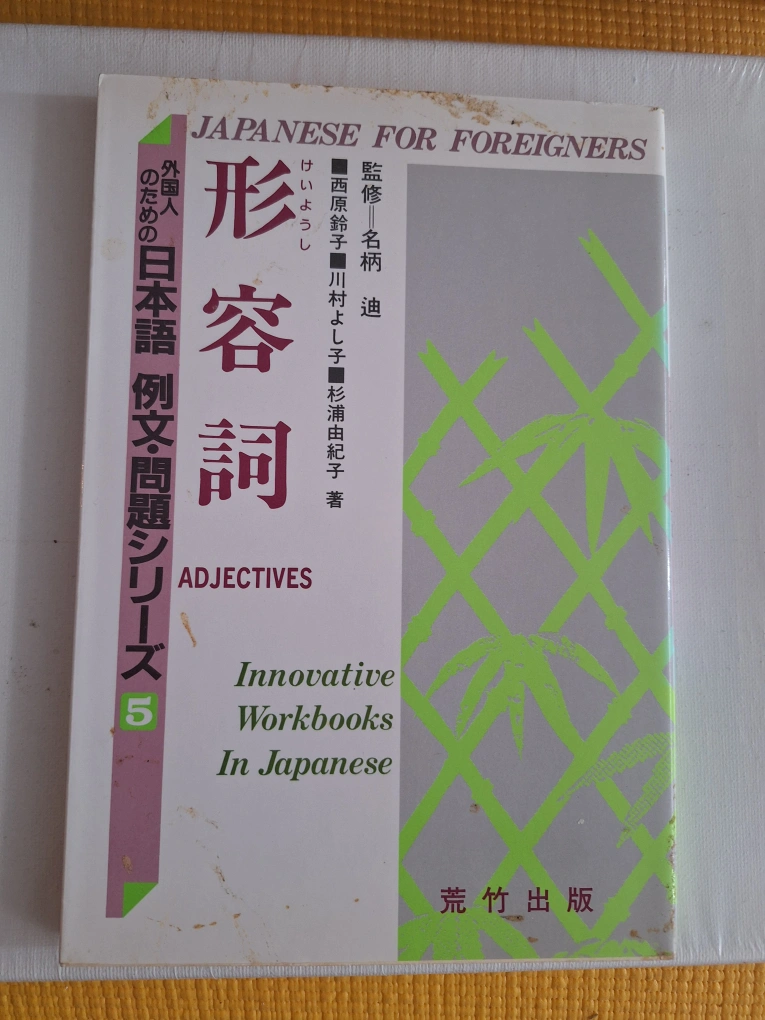 JAPANESE FOR FOREIGNERS
監修＝名柄 迪
■西原鈴子■川村よし子■杉浦由紀子 著
けいようし
形容詞
外国人のための日本語 例文・問題シリーズ5
ADJECTIVES
Innovative
Workbooks
In Japanese
荒竹出版